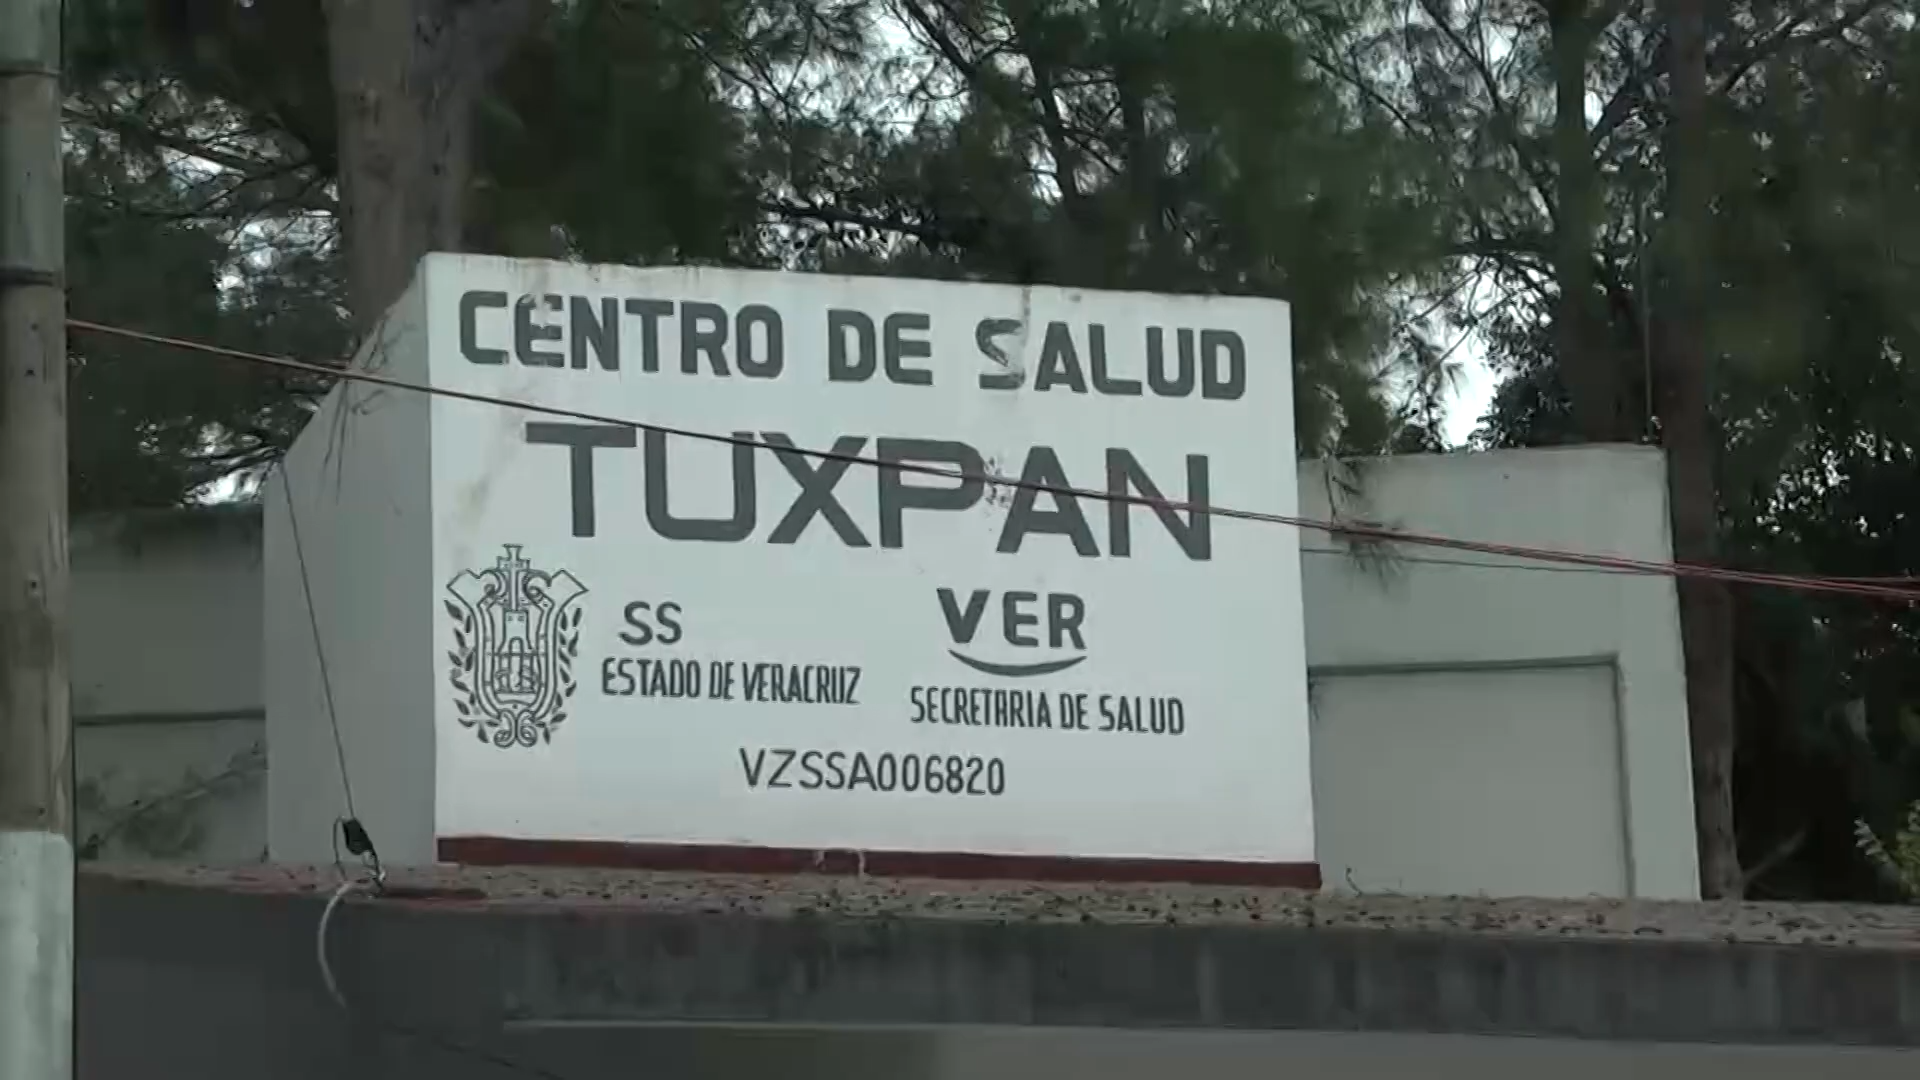 CENTRO DE SALUD
TUXPAN
SS
ESTADO DE VERACRUZ
VER
SECRETARIA DE SALUD
VZSSA006820